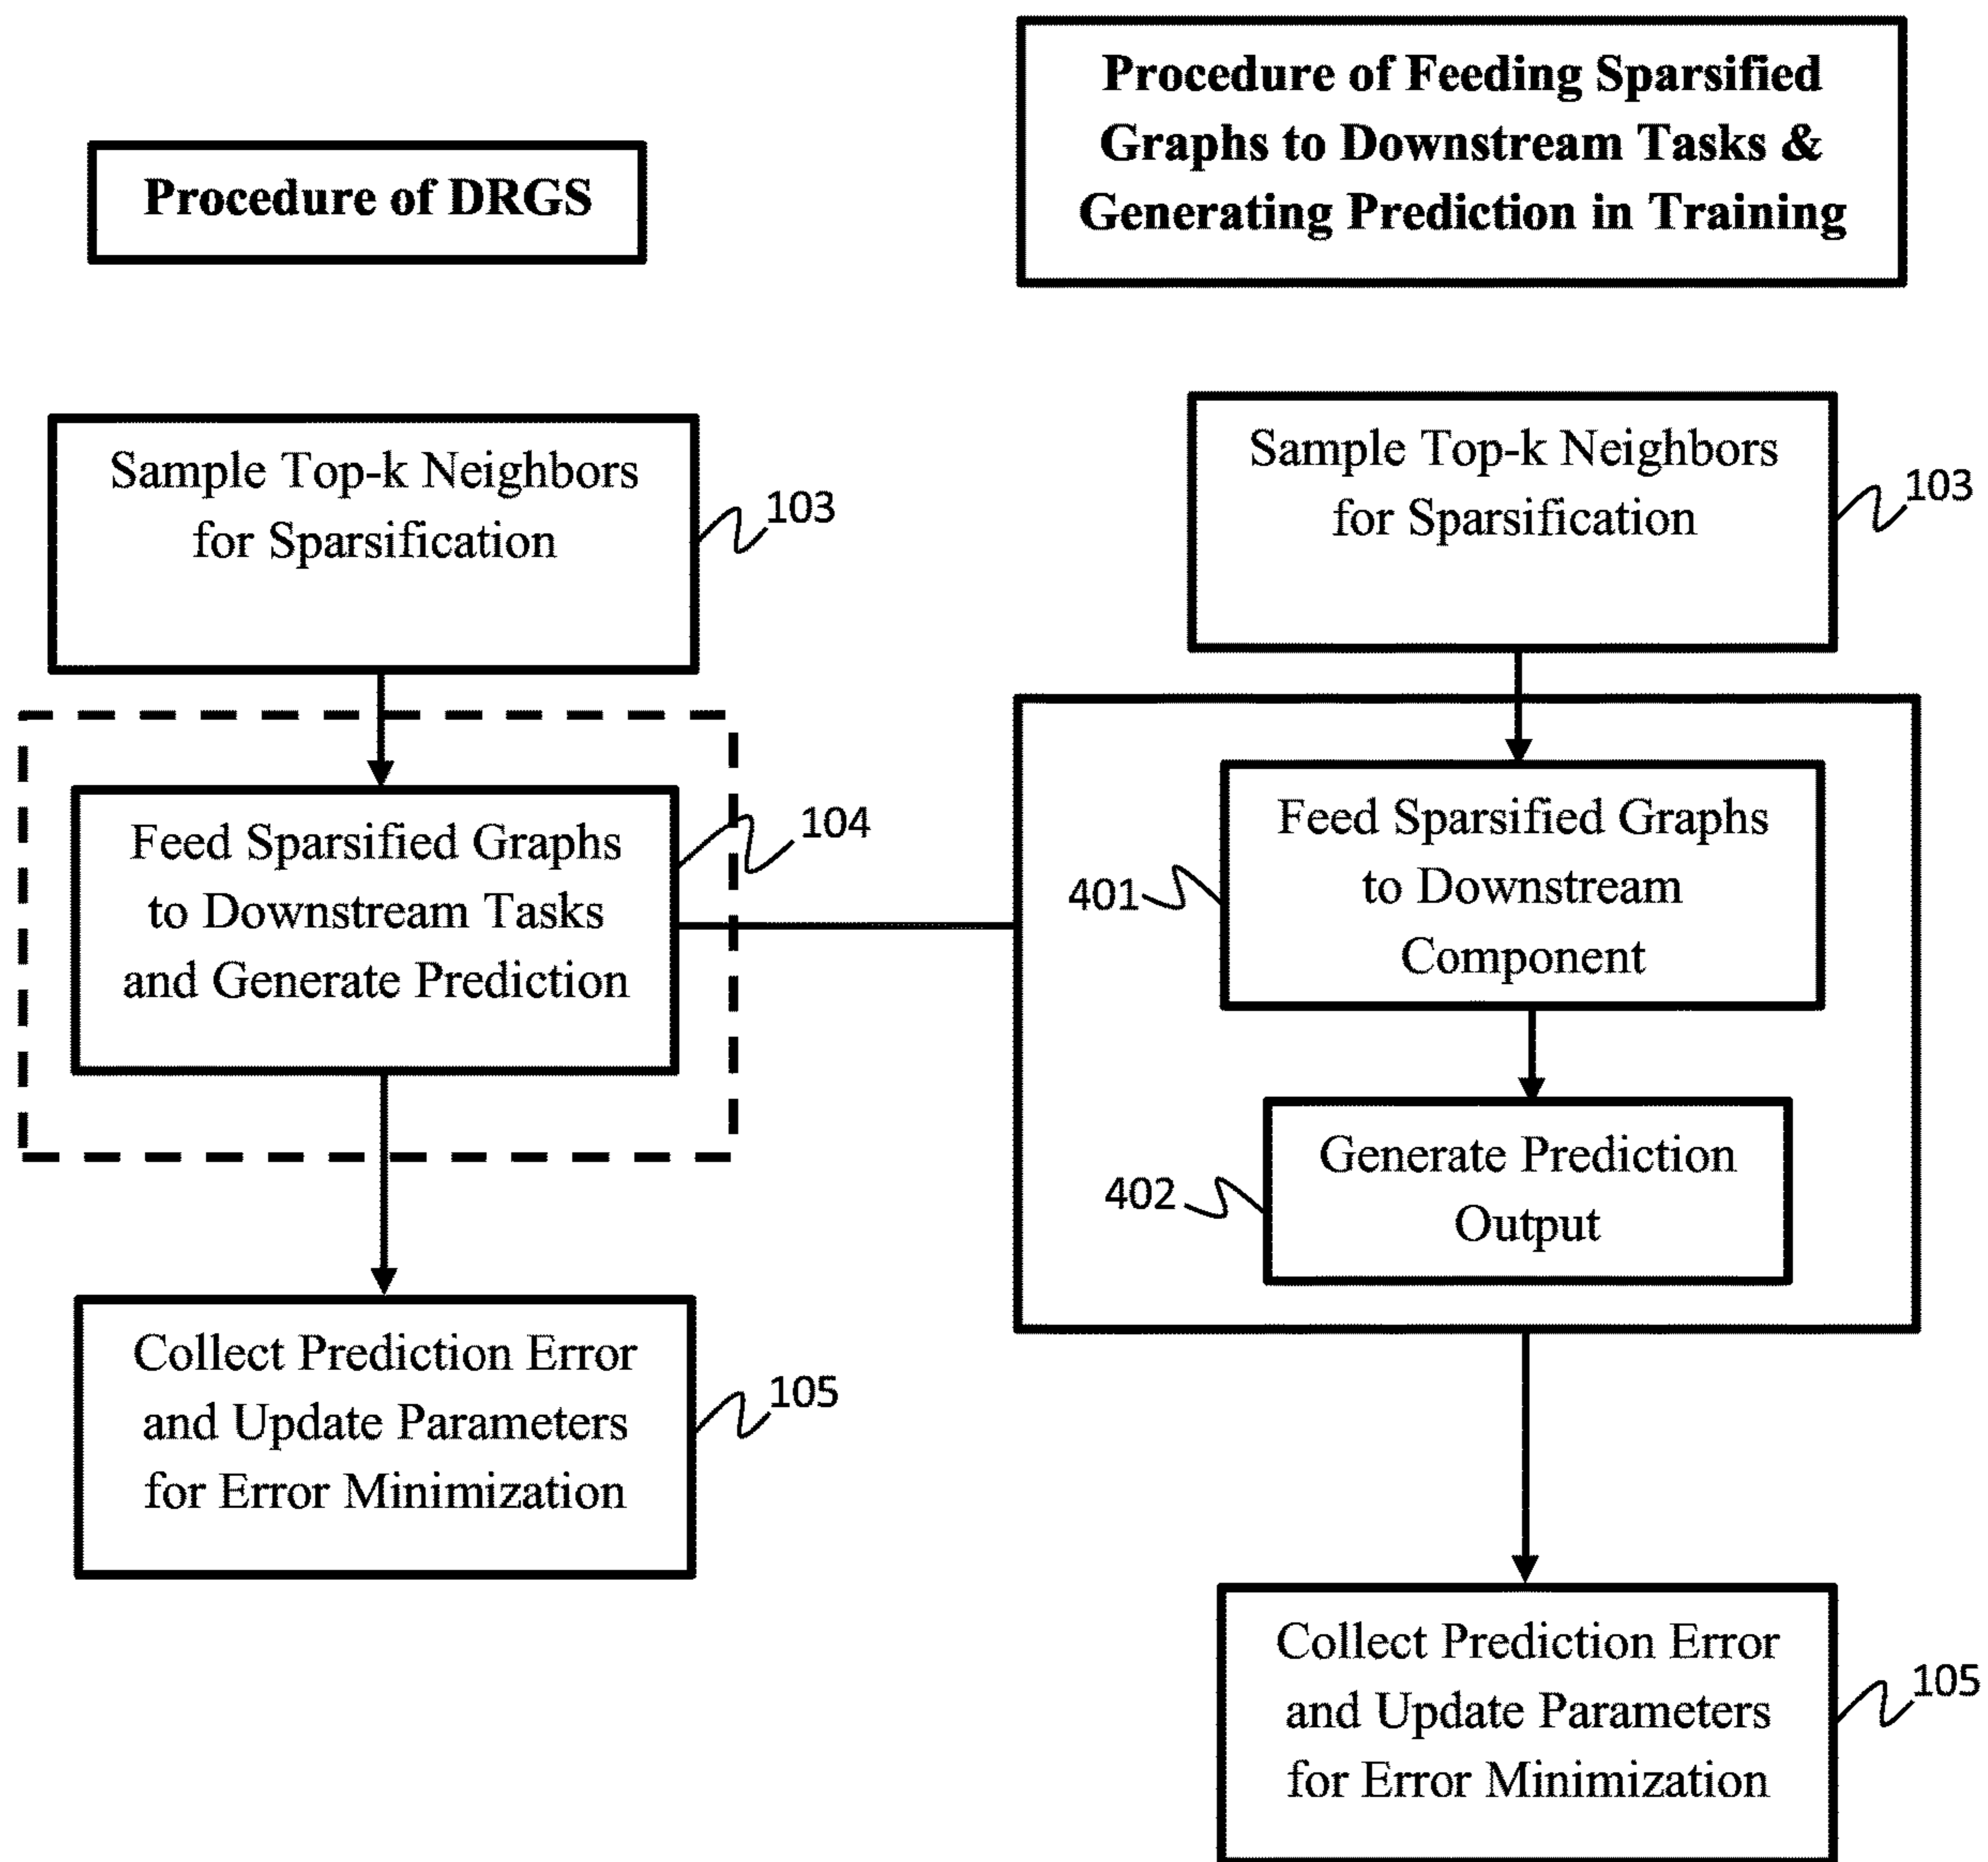 Procedure of DRGS
Procedure of Feeding Sparsified
Graphs to Downstream Tasks &
Generating Prediction in Training
Sample Top-k Neighbors
for Sparsification
103
Feed Sparsified Graphs
to Downstream Tasks
and Generate Prediction
104
Collect Prediction Error
and Update Parameters
for Error Minimization
105
Sample Top-k Neighbors
for Sparsification
103
Feed Sparsified Graphs
to Downstream
Component
401
Generate Prediction
Output
402
Collect Prediction Error
and Update Parameters
for Error Minimization
105